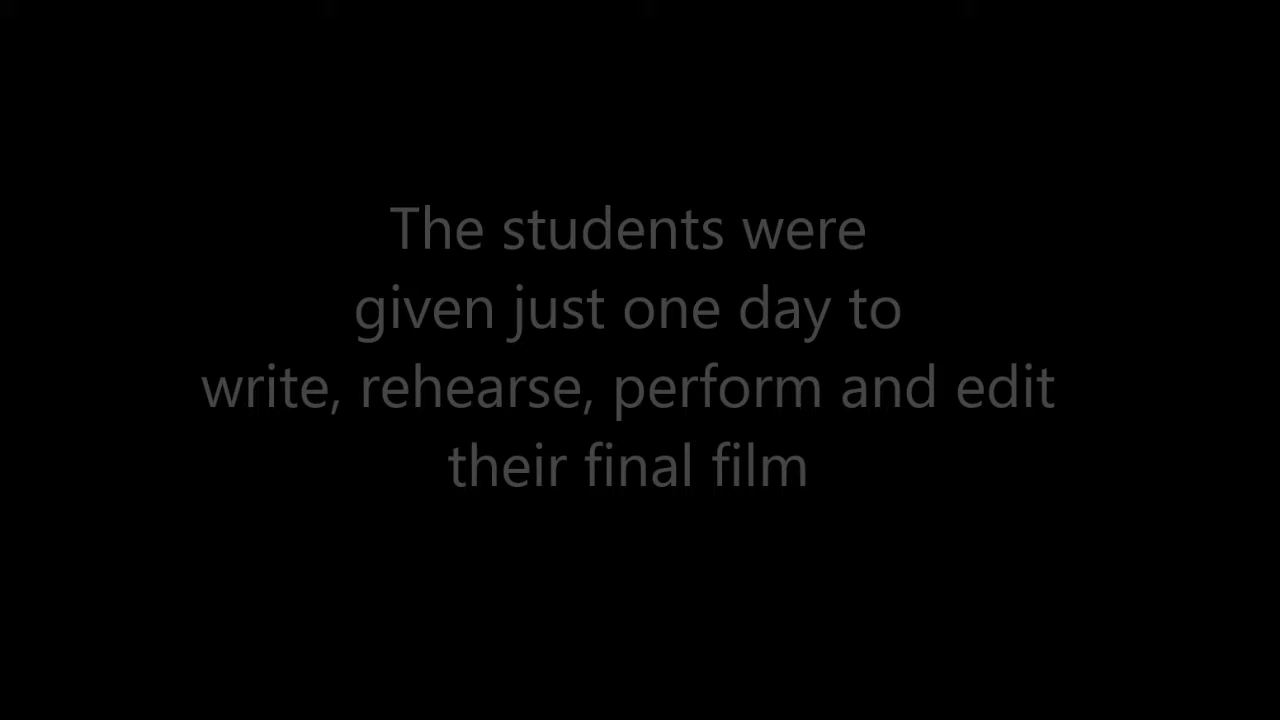 The students were
given just one day to
write, rehearse, perform and edit
their final film